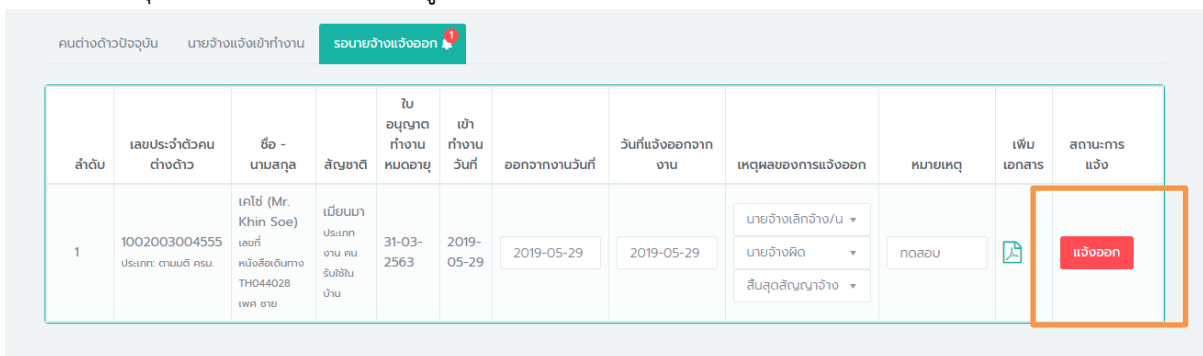 คนต่างด้าวปัจจุบัน นายจ้างแจ้งเข้าทำงาน รอนายจ้างแจ้งออก 1
ลำดับ
เลขประจำตัวคน
ต่างด้าว
ชื่อ -
นามสกุล
สัญชาติ
ใบ
อนุญาต
ทำงาน
หมดอายุ
เข้า
ทำงาน
วันที่
ออกจากงานวันที่
วันที่แจ้งออกจาก
งาน
เหตุผลของการแจ้งออก
หมายเหตุ
เพิ่ม
เอกสาร
สถานะการ
แจ้ง
1
1002003004555
ประเภท: ตามมติ ครม.
เคโซ่ (Mr.
Khin Soe)
เลขที่
หนังสือเดินทาง
TH044028
เพศ ชาย
เมียนมา
ประเภท
งาน คน
รับใช้ใน
บ้าน
31-03-
2563
2019-
05-29
2019-05-29
2019-05-29
นายจ้างเลิกจ้าง/น
นายจ้างผิด
สิ้นสุดสัญญาจ้าง
ทดสอบ
แจ้งออก